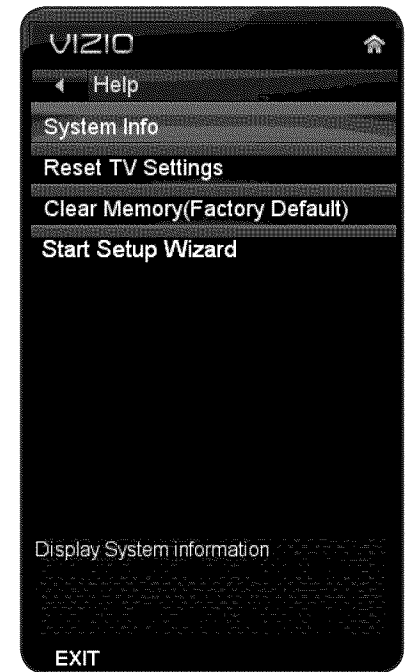 VIZIO
Help
System Info
Reset TV Settings
Clear Memory(Factory Default)
Start Setup Wizard
Display System information
EXIT